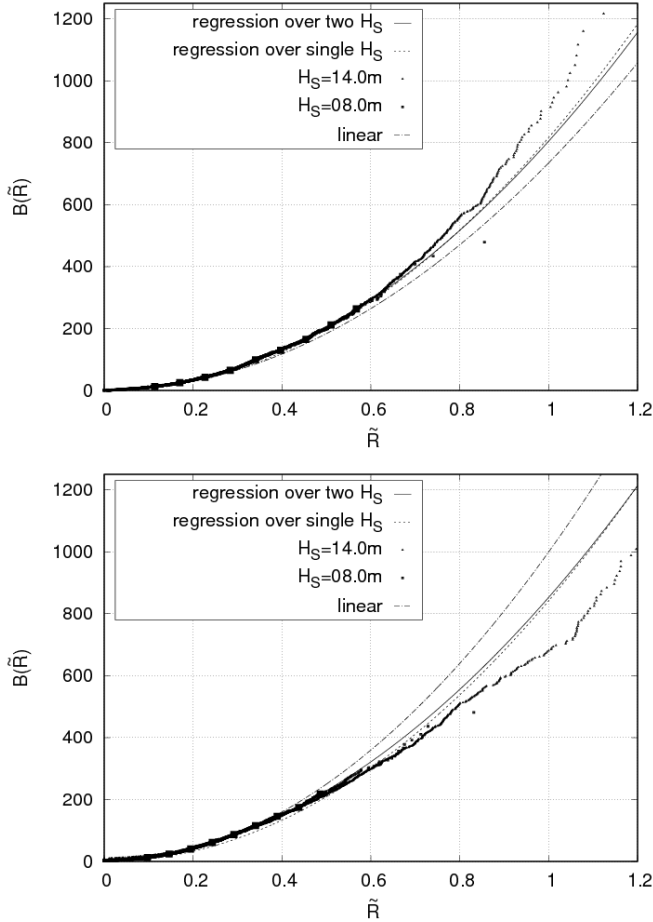 1200
1000
800
600
400
200
0
B(R̃)
regression over two H_S
regression over single H_S
H_S=14.0m
H_S=08.0m
linear
0 0.2 0.4 0.6 0.8 1 1.2
R̃
1200
1000
800
600
400
200
0
B(R̃)
regression over two H_S
regression over single H_S
H_S=14.0m
H_S=08.0m
linear
0 0.2 0.4 0.6 0.8 1 1.2
R̃